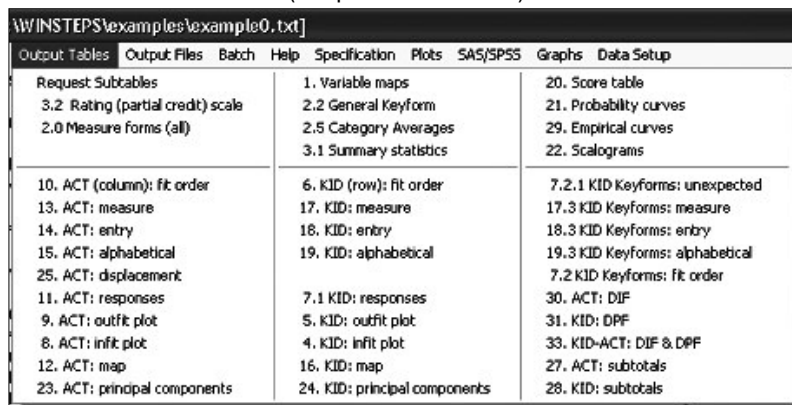 \WINSTEPS\examples\example0.txt]
Output Tables Output Files Batch Help Specification Plots SAS/SPSS Graphs Data Setup
Request Subtables 1. Variable maps 20. Score table
3.2 Rating (partial credit) scale 2.2 General Keyform 21. Probability curves
2.0 Measure forms (all) 2.5 Category Averages 29. Empirical curves
3.1 Summary statistics 22. Scalograms
10. ACT (column): fit order 6. KID (row): fit order 7.2.1 KID Keyforms: unexpected
13. ACT: measure 17. KID: measure 17.3 KID Keyforms: measure
14. ACT: entry 18. KID: entry 18.3 KID Keyforms: entry
15. ACT: alphabetical 19. KID: alphabetical 19.3 KID Keyforms: alphabetical
25. ACT: displacement 7.2 KID Keyforms: fit order
11. ACT: responses 7.1 KID: responses 30. ACT: DIF
9. ACT: outfit plot 5. KID: outfit plot 31. KID: DPF
8. ACT: infit plot 4. KID: infit plot 33. KID-ACT: DIF & DPF
12. ACT: map 16. KID: map 27. ACT: subtotals
23. ACT: principal components 24. KID: principal components 28. KID: subtotals